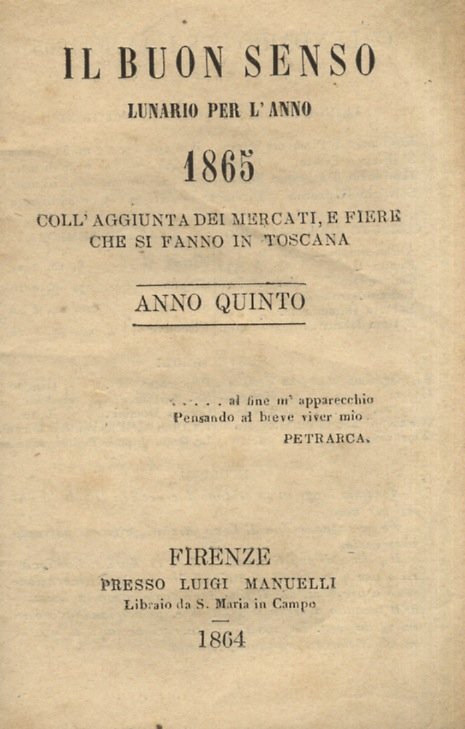 IL BUON SENSO
LUNARIO PER L'ANNO
1865
COLL' AGGIUNTA DEI MERCATI, E FIERE
CHE SI FANNO IN TOSCANA
ANNO QUINTO
. . . . . al fine m' apparecchio
Pensando al breve viver mio.
PETRARCA.
FIRENZE
PRESSO LUIGI MANUELLI
Libraio da S. Maria in Campo
1864